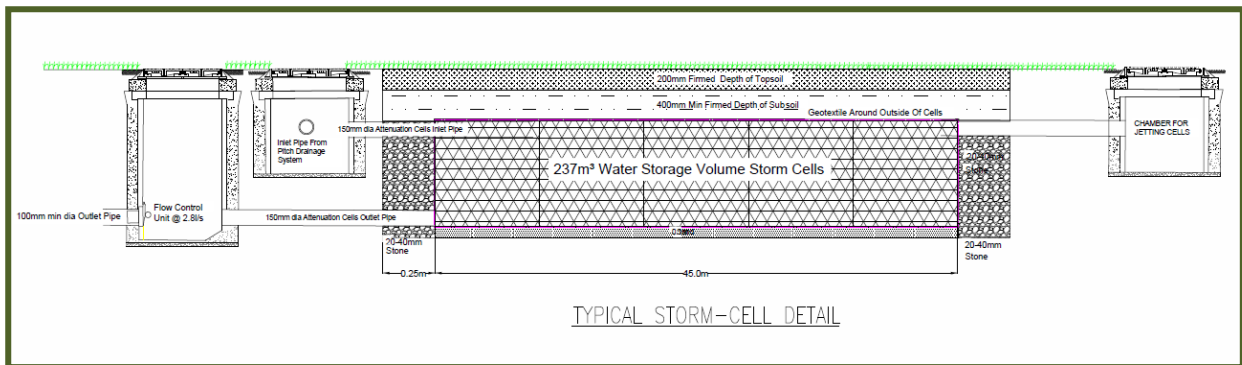 200mm Firmed Depth of Topsoil
400mm Min Firmed Depth of Subsoil
Geotextile Around Outside Of Cells
150mm dia Attenuation Cells Inlet Pipe
Inlet Pipe From
Pitch Drainage
System
CHAMBER FOR
JETTING CELLS
237m³ Water Storage Volume Storm Cells
20-40mm
Stone
100mm min dia Outlet Pipe
Flow Control
Unit @ 2.8l/s
150mm dia Attenuation Cells Outlet Pipe
20-40mm
Stone
20-40mm
Stone
0.25m
45.0m
TYPICAL STORM-CELL DETAIL